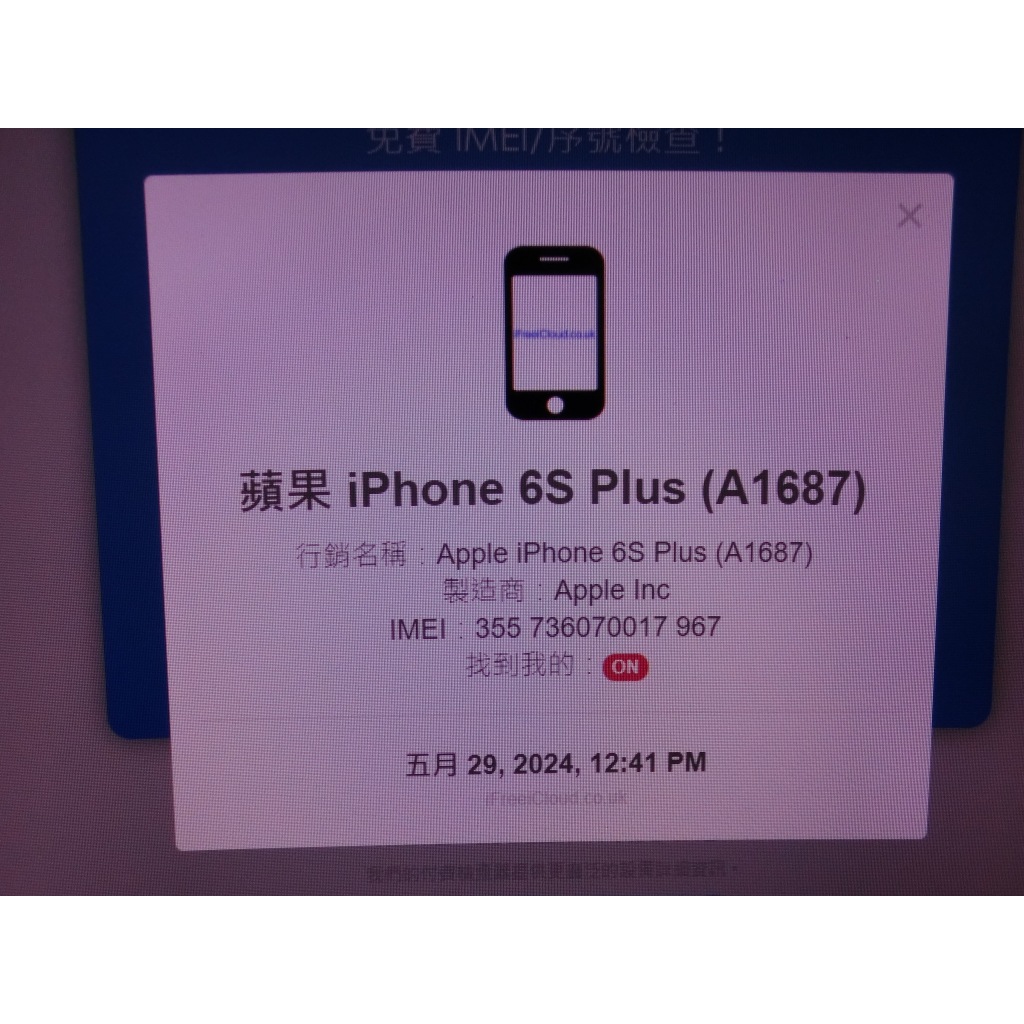 免費 IMEI/序號檢查！
iFreeiCloud.co.uk
蘋果 iPhone 6S Plus (A1687)
行銷名稱：Apple iPhone 6S Plus (A1687)
製造商：Apple Inc
IMEI：355 736070017 967
找到我的：ON
五月 29, 2024, 12:41 PM
iFreeiCloud.co.uk